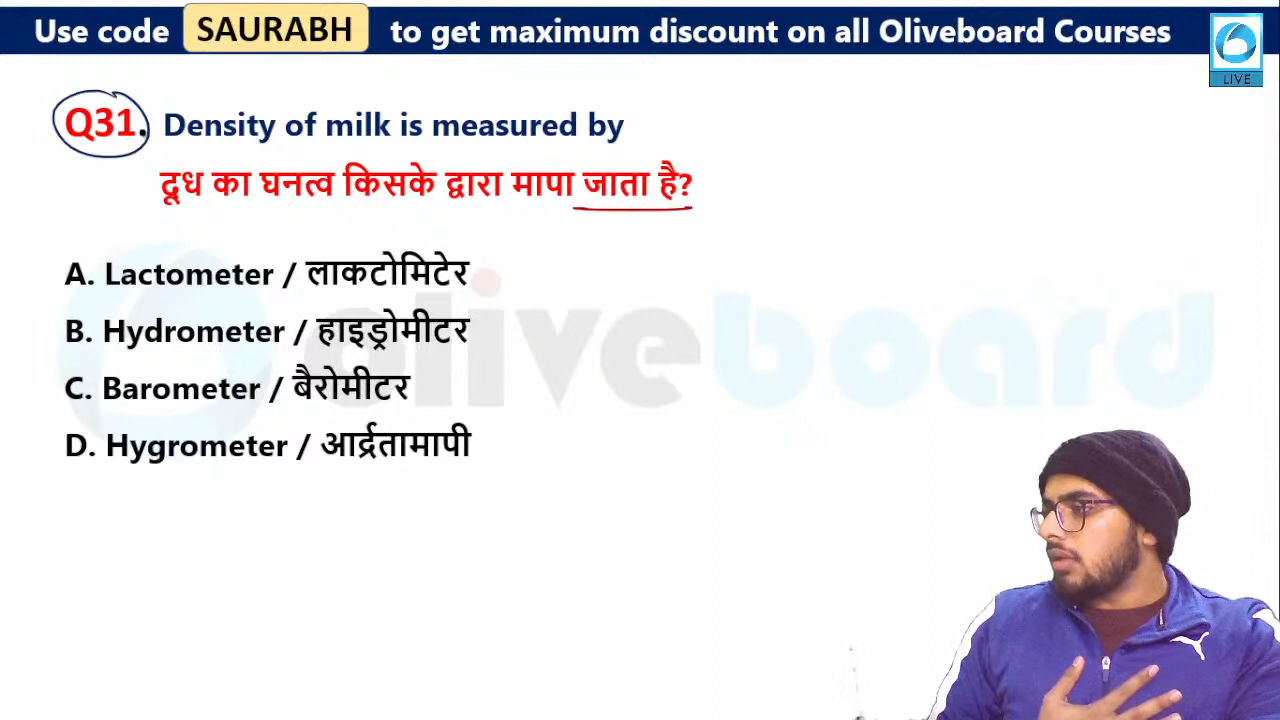 Use code SAURABH to get maximum discount on all Oliveboard Courses
LIVE
Q31. Density of milk is measured by
दूध का घनत्व किसके द्वारा मापा जाता है?
A. Lactometer / लाकटोमिटेर
B. Hydrometer / हाइड्रोमीटर
C. Barometer / बैरोमीटर
D. Hygrometer / आर्द्रतामापी
oliveboard